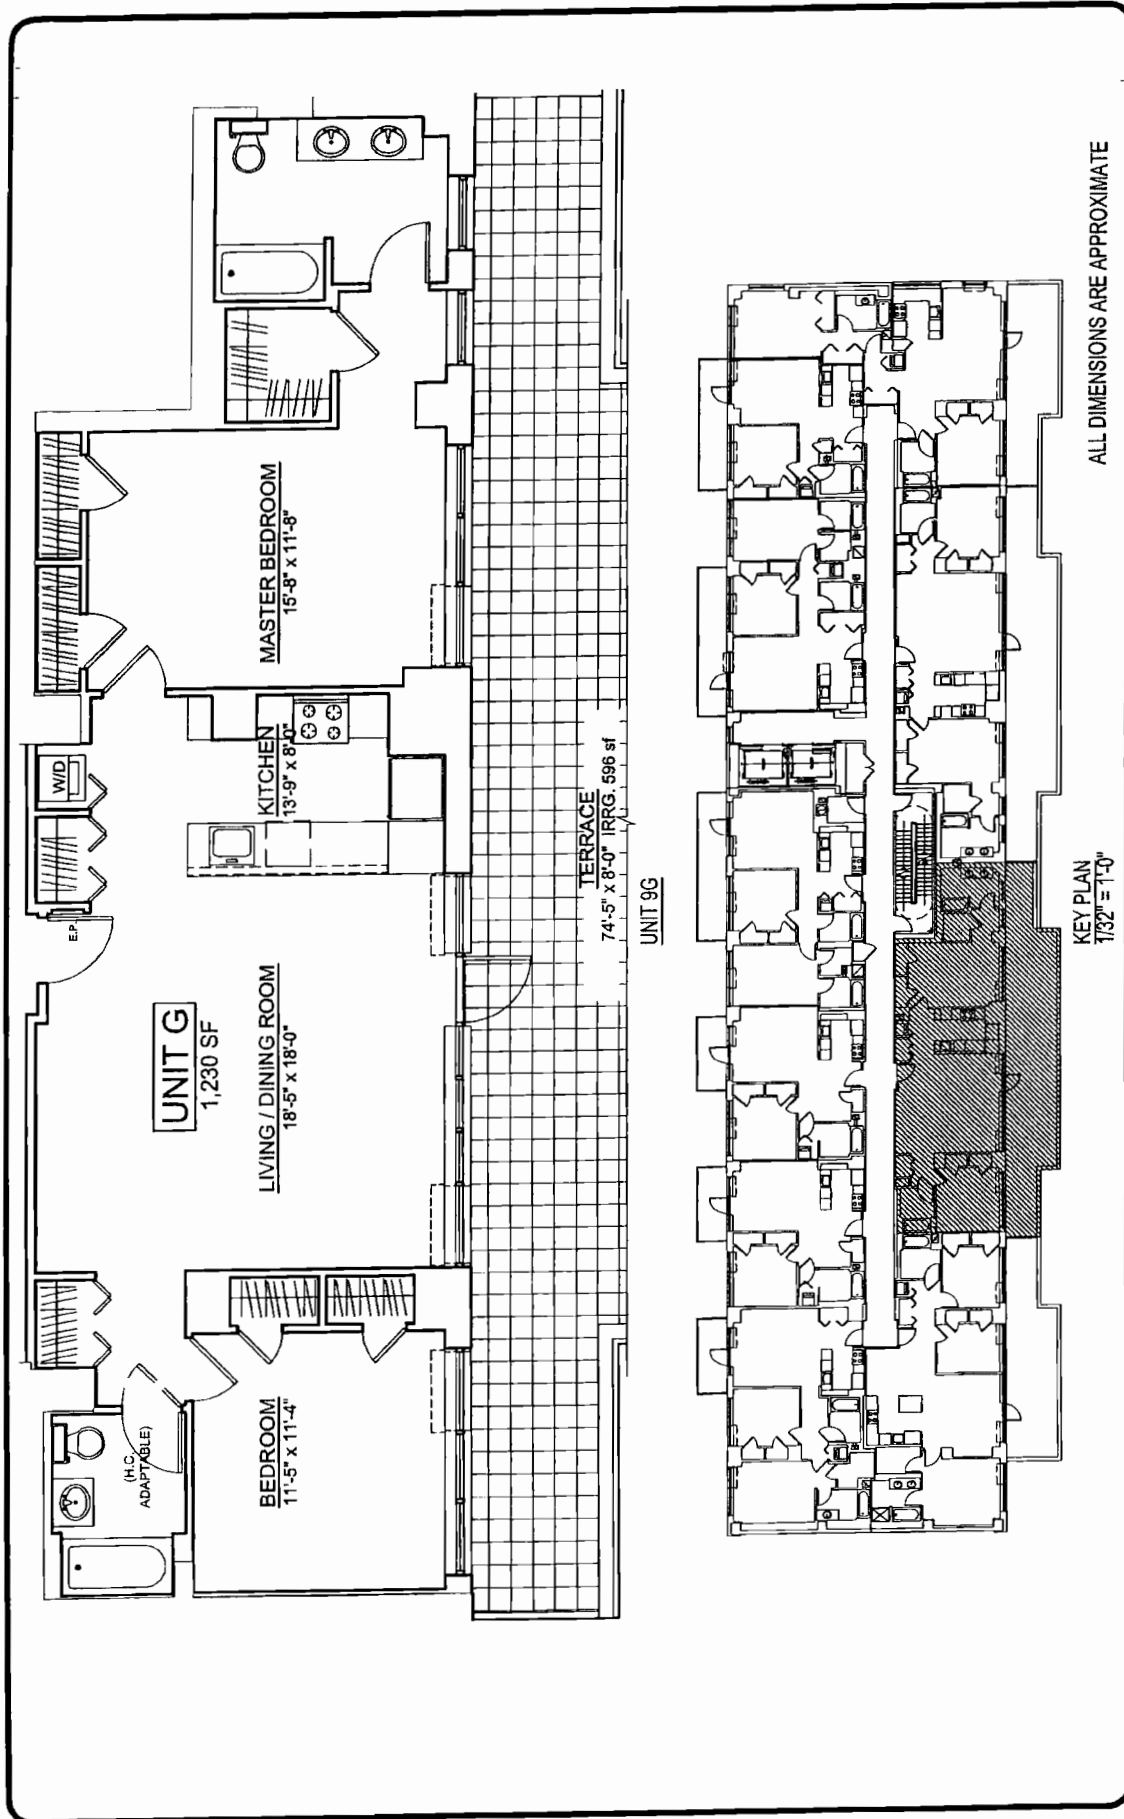 UNIT G
1,230 SF
LIVING / DINING ROOM
18'-5" x 18'-0"
(H.C.
ADAPTABLE)
BEDROOM
11'-5" x 11'-4"
E.P.
W/D
KITCHEN
13'-9" x 8'-0"
MASTER BEDROOM
15'-8" x 11'-8"
TERRACE
74'-5" x 8'-0" IRRG. 596 sf
UNIT 9G
KEY PLAN
1/32" = 1'-0"
ALL DIMENSIONS ARE APPROXIMATE